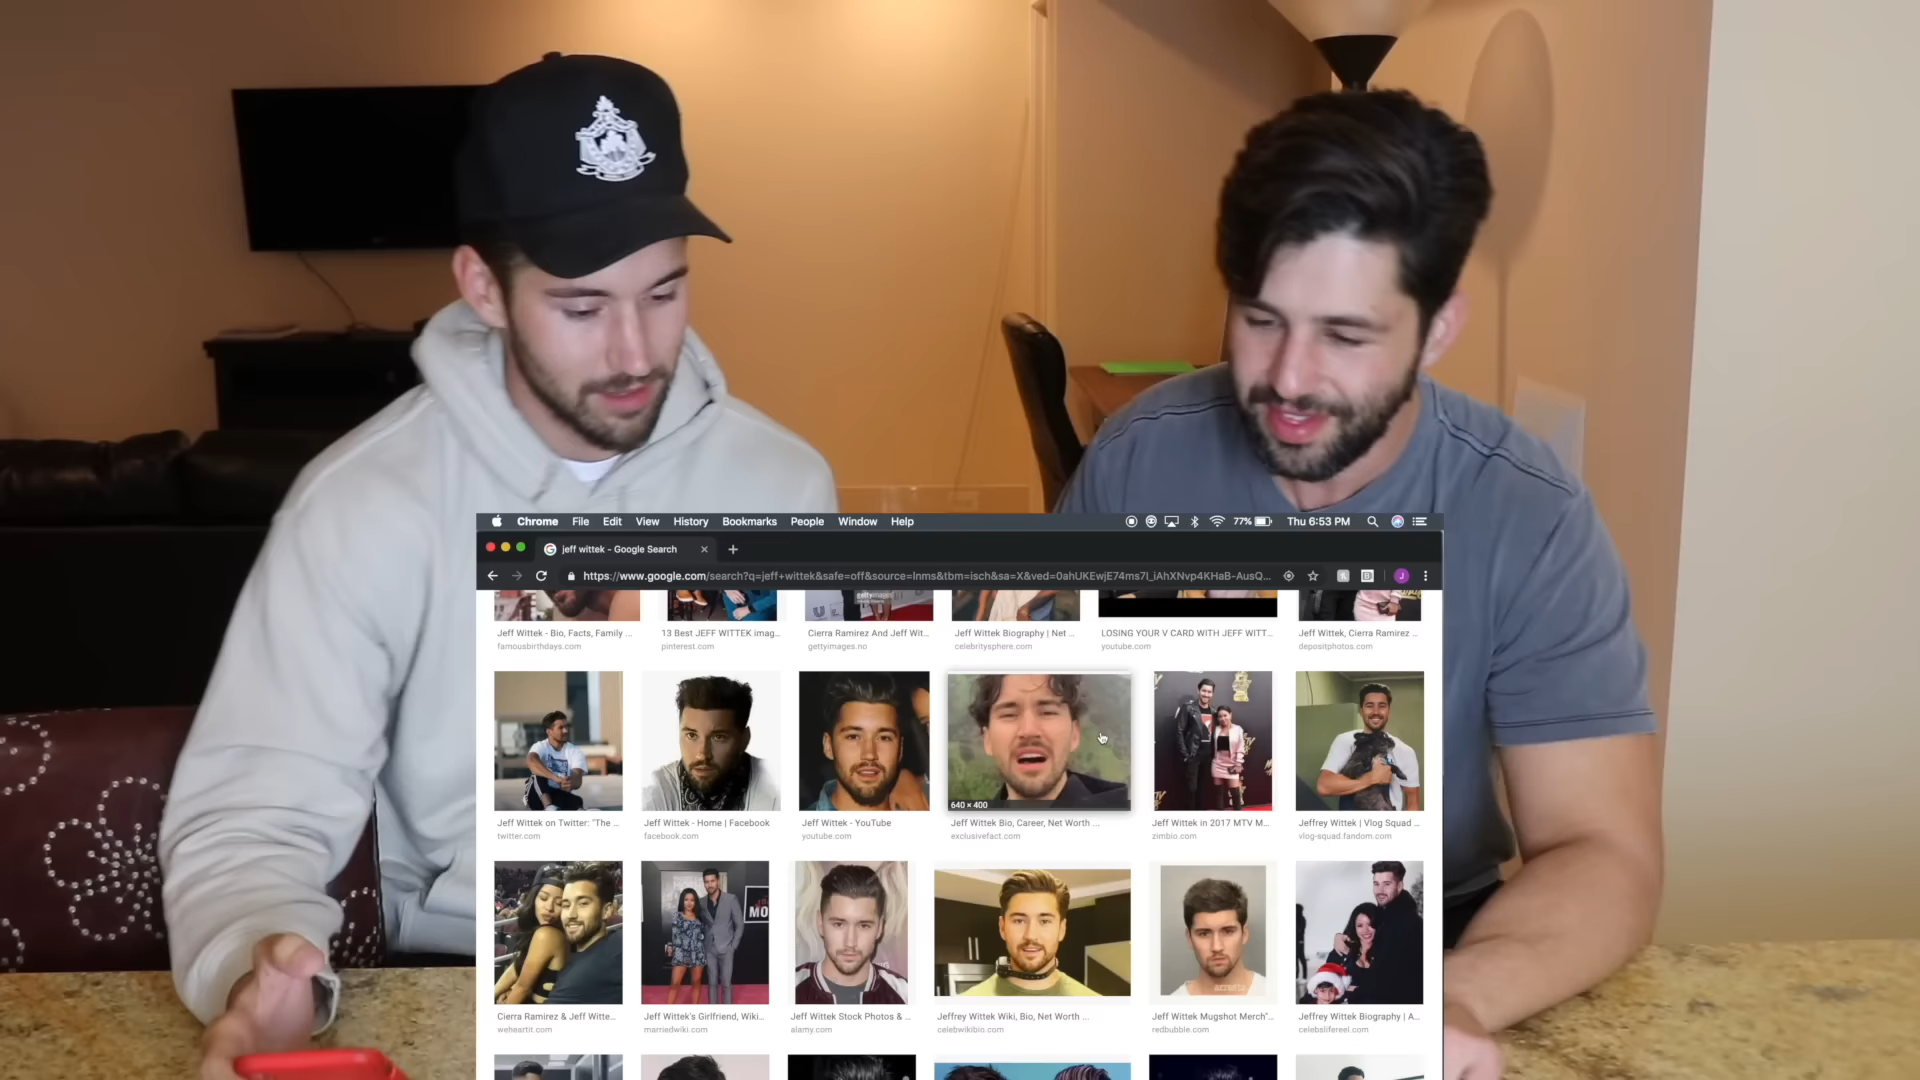 Chrome File Edit View History Bookmarks People Window Help 77% Thu 6:53 PM
jeff wittek - Google Search
https://www.google.com/search?q=jeff+wittek&safe=off&source=lnms&tbm=isch&sa=X&ved=0ahUKEwjE74ms7l_iAhXNvp4KHaB-AusQ...
J
gettyimages
Jeff Wittek - Bio, Facts, Family ...
famousbirthdays.com
13 Best JEFF WITTEK imag...
pinterest.com
Cierra Ramirez And Jeff Wit...
gettyimages.no
Jeff Wittek Biography | Net ...
celebritysphere.com
LOSING YOUR V CARD WITH JEFF WITT...
youtube.com
Jeff Wittek, Cierra Ramirez ...
depositphotos.com
640 × 400
Jeff Wittek on Twitter: "The ...
twitter.com
Jeff Wittek - Home | Facebook
facebook.com
Jeff Wittek - YouTube
youtube.com
Jeff Wittek Bio, Career, Net Worth ...
exclusivefact.com
Jeff Wittek in 2017 MTV M...
zimbio.com
Jeffrey Wittek | Vlog Squad ...
vlog-squad.fandom.com
MO
Cierra Ramirez & Jeff Witte...
weheartit.com
Jeff Wittek's Girlfriend, Wiki...
marriedwiki.com
Jeff Wittek Stock Photos & ...
alamy.com
Jeffrey Wittek Wiki, Bio, Net Worth ...
celebwikibio.com
Jeff Wittek Mugshot Merch"...
redbubble.com
Jeffrey Wittek Biography | A...
celebslifereel.com